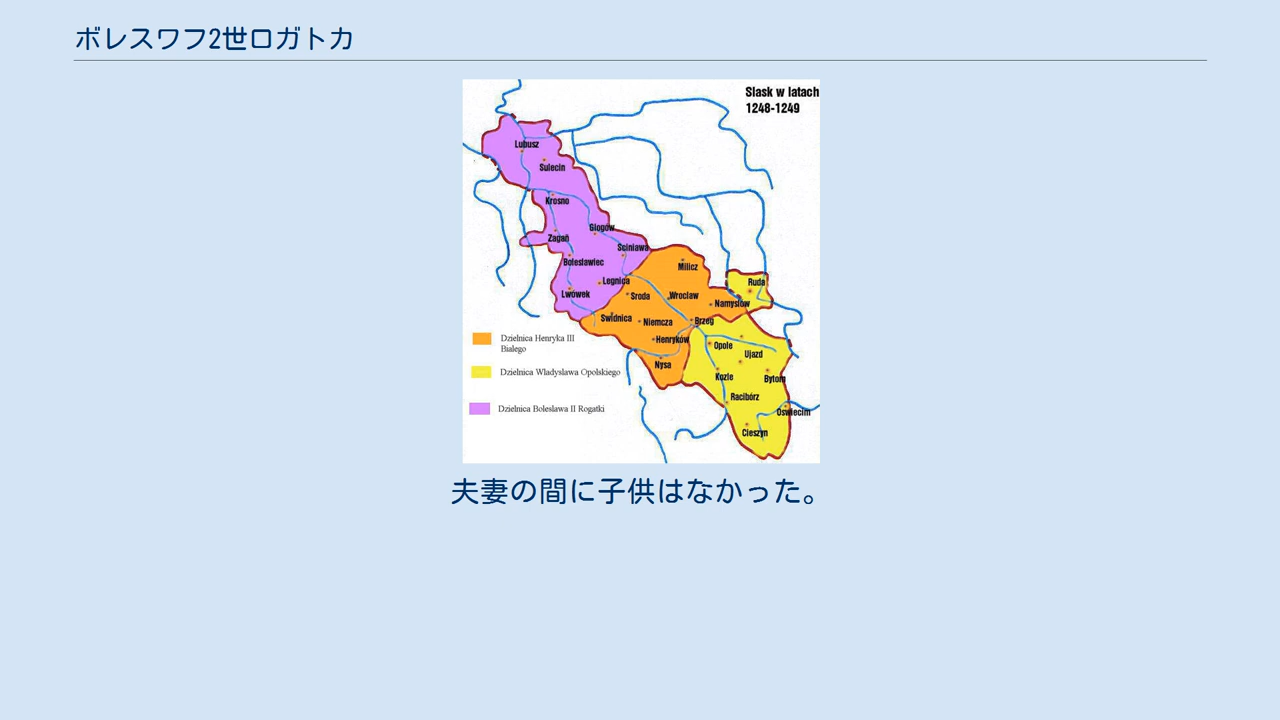 ボレスワフ2世ロガトカ
Slask w latach
1248-1249
Lubusz
Sulecin
Krosno
Glogow
Zagań
Sciniawa
Boleslawiec
Milicz
Legnica
Ruda
Lwówek
Sroda
Wroclaw
Namyslów
Swidnica
Niemcza
Brzeg
Henryków
Opole
Ujazd
Nysa
Kozle
Bytom
Racibórz
Oswiecim
Cieszyn
Dzielnica Henryka III
Bialego
Dzielnica Wladyslawa Opolskiego
Dzielnica Boleslawa II Rogatki
夫妻の間に子供はなかった。